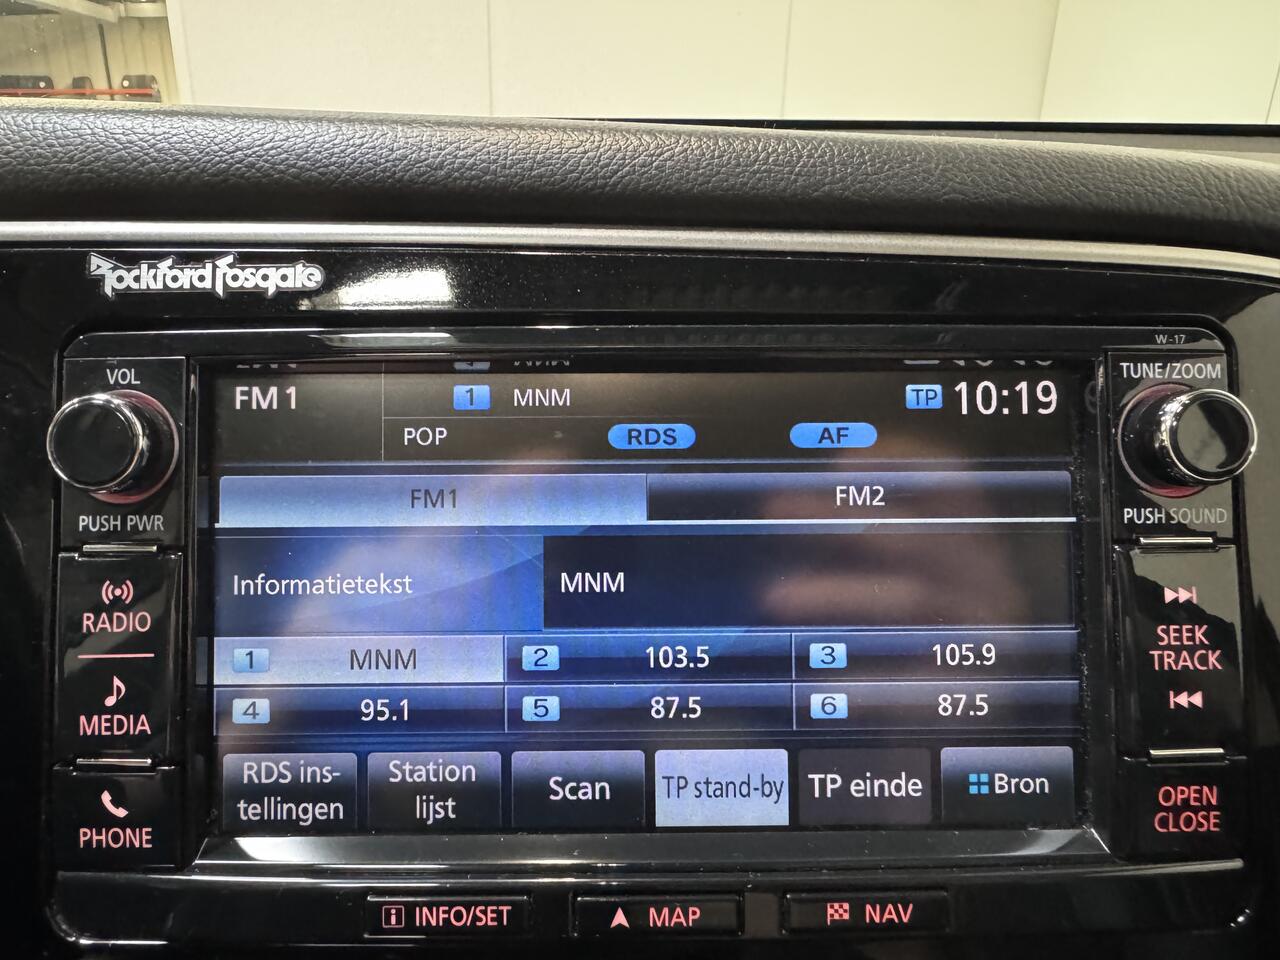 Rockford Fosgate
W-17
VOL
TUNE/ZOOM
FM1
1 MNM
TP 10:19
POP
RDS
AF
PUSH PWR
PUSH SOUND
FM1
FM2
Informatietekst
MNM
RADIO
MEDIA
PHONE
1 MNM
2 103.5
3 105.9
4 95.1
5 87.5
6 87.5
RDS ins-
tellingen
Station
lijst
Scan
TP stand-by
TP einde
Bron
SEEK
TRACK
OPEN
CLOSE
i INFO/SET
MAP
NAV